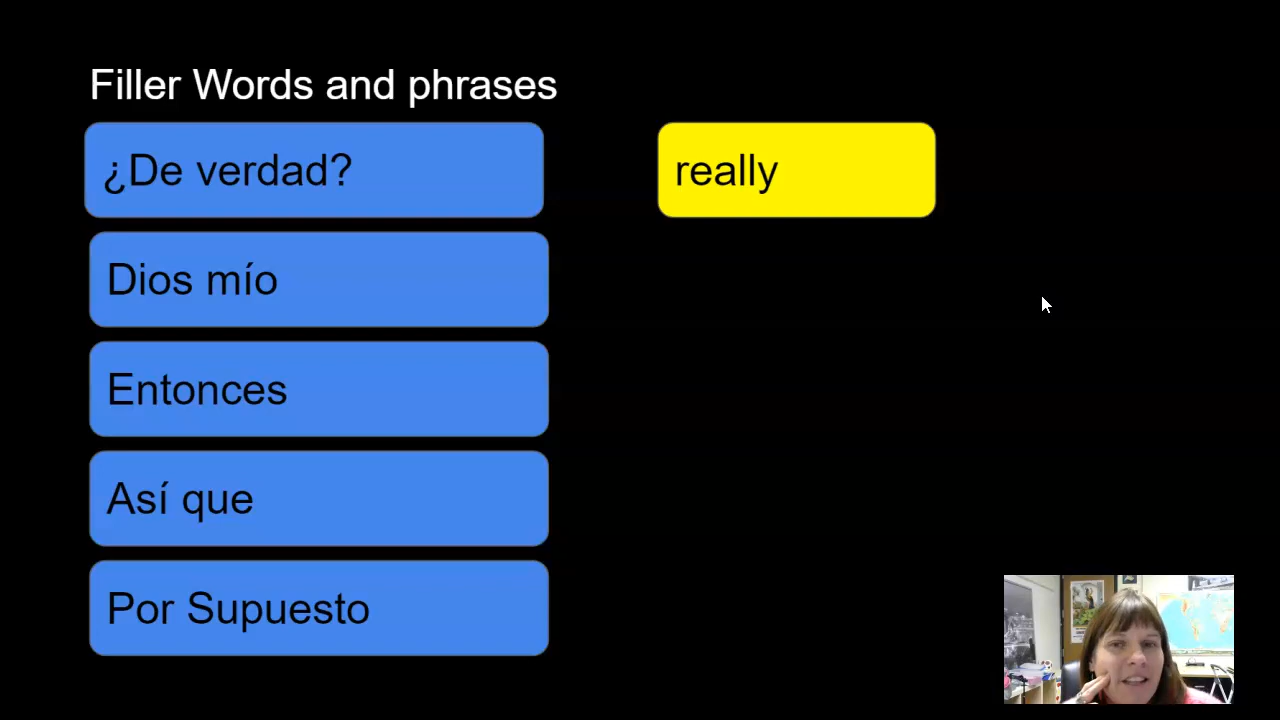 Filler Words and phrases
¿De verdad?
really
Dios mío
Entonces
Así que
Por Supuesto